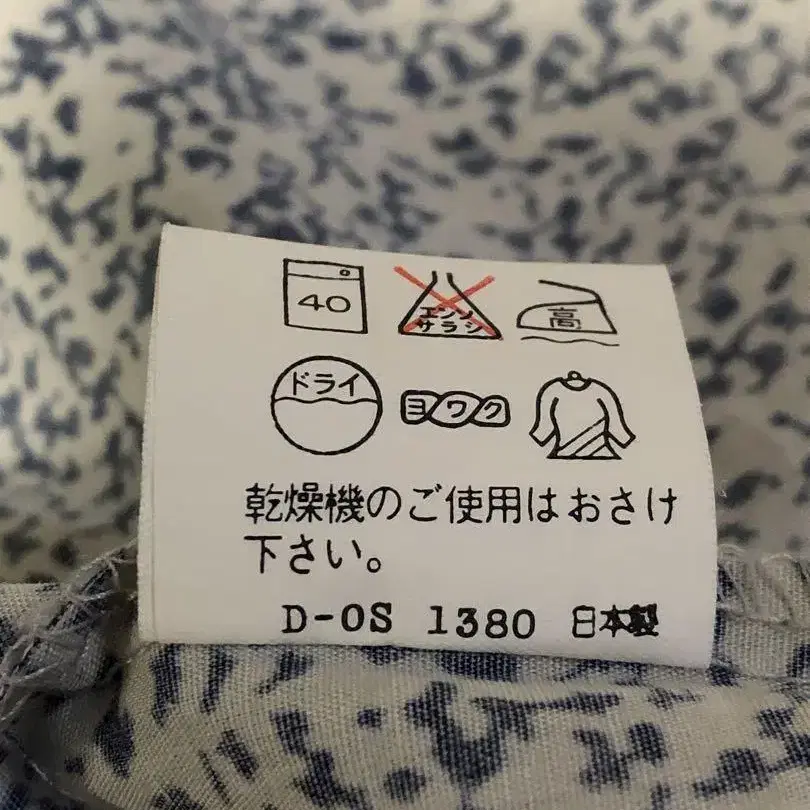 40
エンソ
サラシ
高
ドライ
ヨワク
乾燥機のご使用はおさけ
下さい。
D-OS 1380 日本製